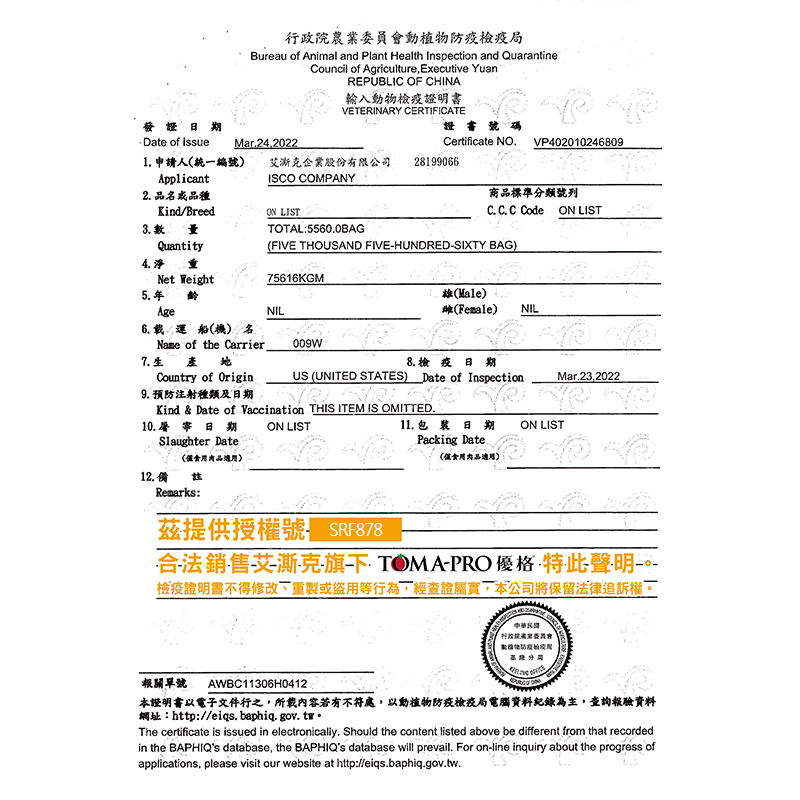 行政院農業委員會動植物防疫檢疫局
Bureau of Animal and Plant Health Inspection and Quarantine
Council of Agriculture,Executive Yuan
REPUBLIC OF CHINA
輸入動物檢疫證明書
VETERINARY CERTIFICATE
發證日期 證書號碼
Date of Issue Mar.24,2022 Certificate NO. VP402010246809
1.申請人(統一編號) 艾澌克企業股份有限公司 28199066
Applicant ISCO COMPANY
2.品名或品種 商品標準分類號列
Kind/Breed ON LIST C.C.C Code ON LIST
3.數量 TOTAL:5560.0BAG
Quantity (FIVE THOUSAND FIVE-HUNDRED-SIXTY BAG)
4.淨重
Net Weight 75616KGM
5.年齡 雄(Male)
Age NIL 雌(Female) NIL
6.載運船(機)名
Name of the Carrier 009W
7.生產地 8.檢疫日期
Country of Origin US (UNITED STATES) Date of Inspection Mar.23,2022
9.預防注射種類及日期
Kind & Date of Vaccination THIS ITEM IS OMITTED.
10.屠宰日期 ON LIST 11.包裝日期 ON LIST
Slaughter Date Packing Date
(僅食用肉品適用) (僅食用肉品適用)
12.備註
Remarks:
茲提供授權號 SRF878
合法銷售艾澌克旗下 TOMA-PRO 優格 特此聲明。
檢疫證明書不得修改、重製或盜用等行為，經查證屬實，本公司將保留法律追訴權。
中華民國
行政院農業委員會
動植物防疫檢疫局
基隆分局
KEELUNG OFFICE
REPUBLIC OF CHINA
報關單號 AWBC11306H0412
本證明書以電子文件行之，所載內容若有不符處，以動植物防疫檢疫局電腦資料紀錄為主，查詢報驗資料
網址：http://eiqs.baphiq.gov.tw。
The certificate is issued in electronically. Should the content listed above be different from that recorded
in the BAPHIQ's database, the BAPHIQ's database will prevail. For on-line inquiry about the progress of
applications, please visit our website at http://eiqs.baphiq.gov.tw.